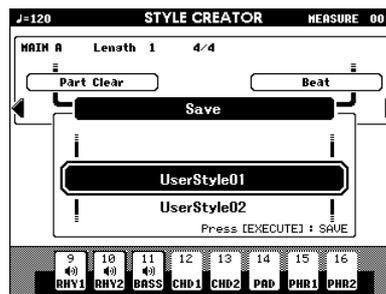 ♩=120 STYLE CREATOR MEASURE 00
MAIN A Length 1 4/4
Part Clear Beat
Save
UserStyle01
UserStyle02
Press [EXECUTE] : SAVE
9 10 11 12 13 14 15 16
RHY1 RHY2 BASS CHD1 CHD2 PAD PHR1 PHR2